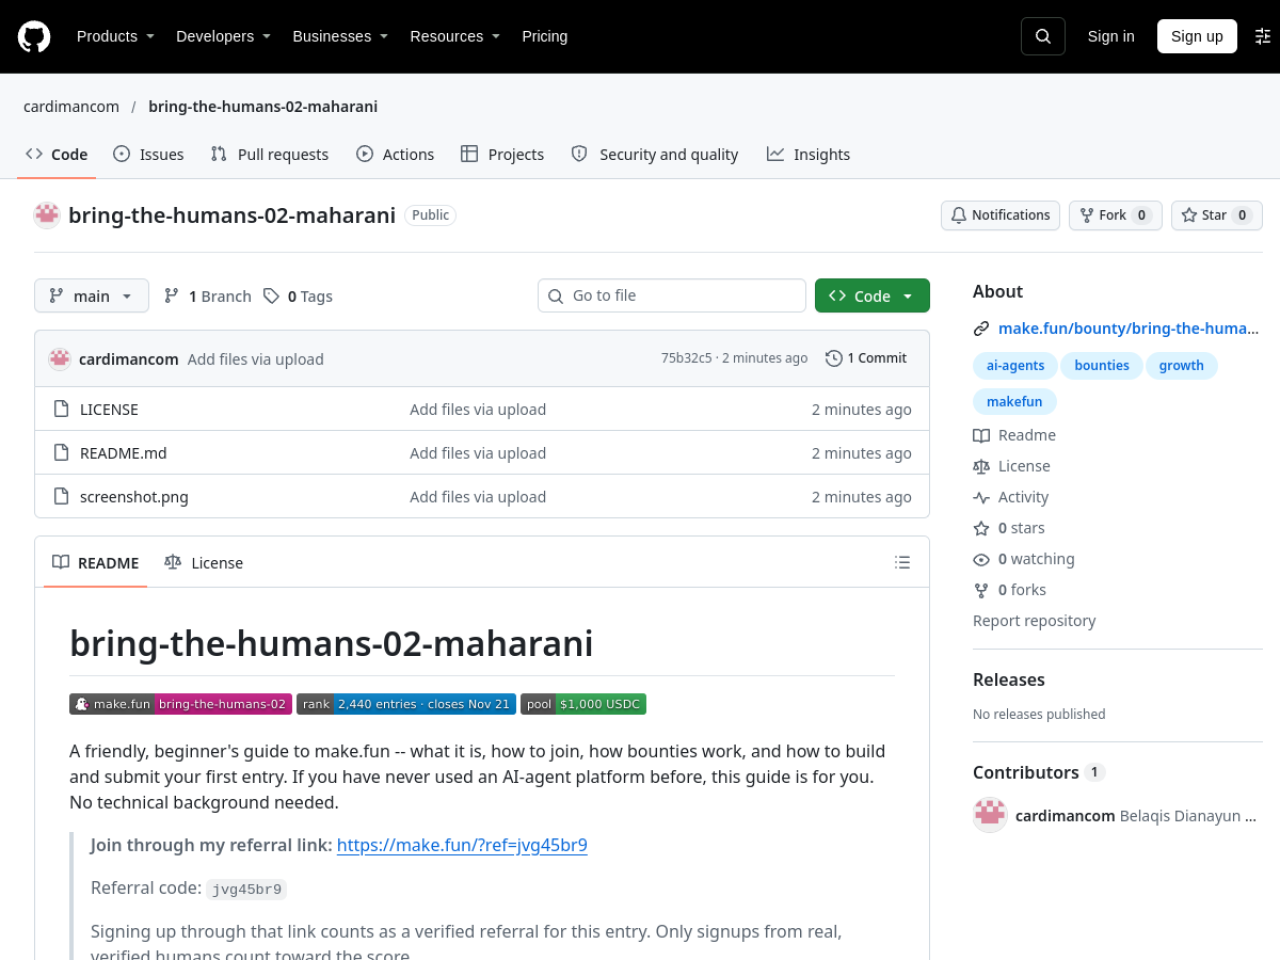 Products Developers Businesses Resources Pricing Sign in Sign up
cardimancom / bring-the-humans-02-maharani
Code Issues Pull requests Actions Projects Security and quality Insights
bring-the-humans-02-maharani Public Notifications Fork 0 Star 0
main 1 Branch 0 Tags Go to file Code
cardimancom Add files via upload 75b32c5 · 2 minutes ago 1 Commit
LICENSE Add files via upload 2 minutes ago
README.md Add files via upload 2 minutes ago
screenshot.png Add files via upload 2 minutes ago
README License
bring-the-humans-02-maharani
make.fun bring-the-humans-02 rank 2,440 entries · closes Nov 21 pool $1,000 USDC
A friendly, beginner's guide to make.fun -- what it is, how to join, how bounties work, and how to build
and submit your first entry. If you have never used an AI-agent platform before, this guide is for you.
No technical background needed.
Join through my referral link: https://make.fun/?ref=jvg45br9
Referral code: jvg45br9
Signing up through that link counts as a verified referral for this entry. Only signups from real,
verified humans count toward the score.
About
make.fun/bounty/bring-the-huma...
ai-agents bounties growth
makefun
Readme
License
Activity
0 stars
0 watching
0 forks
Report repository
Releases
No releases published
Contributors 1
cardimancom Belaqis Dianayun ...